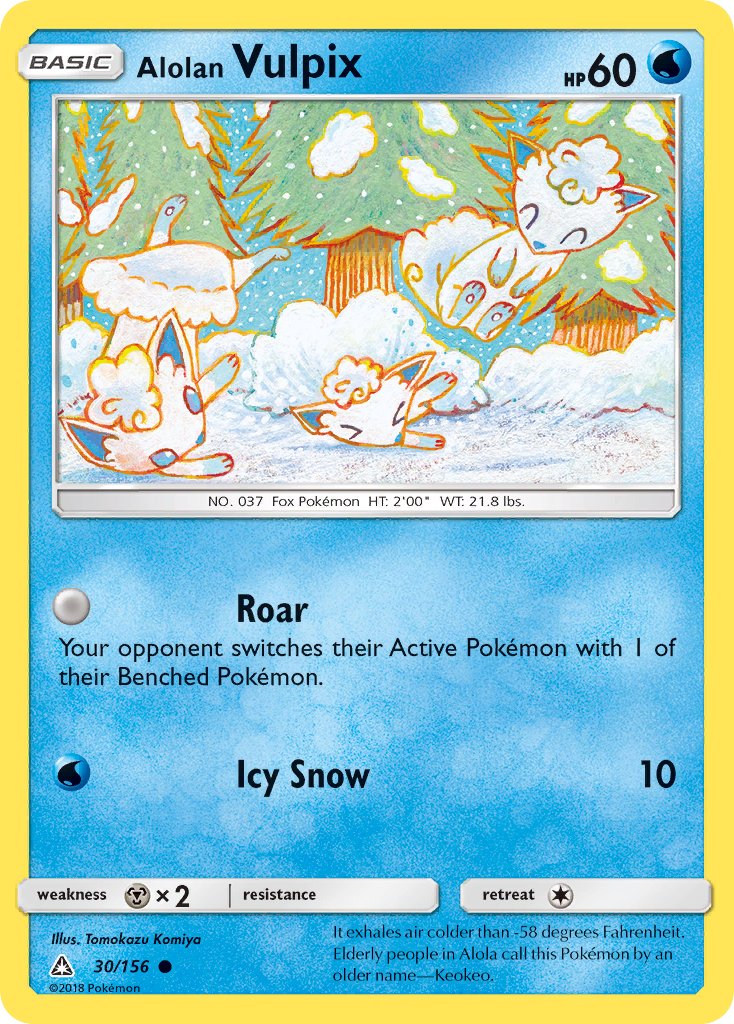 BASIC Alolan Vulpix HP60
NO. 037 Fox Pokémon HT: 2'00" WT: 21.8 lbs.
Roar
Your opponent switches their Active Pokémon with 1 of
their Benched Pokémon.
Icy Snow 10
weakness ×2 resistance retreat
Illus. Tomokazu Komiya
30/156
©2018 Pokémon
It exhales air colder than -58 degrees Fahrenheit.
Elderly people in Alola call this Pokémon by an
older name—Keokeo.